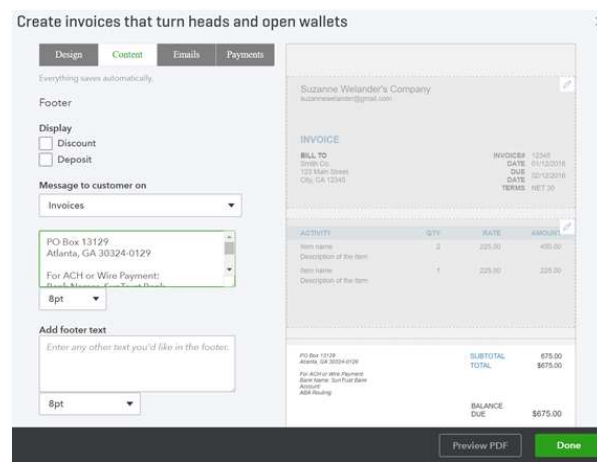 Create invoices that turn heads and open wallets
Design Content Emails Payments
Everything saves automatically.
Footer
Display
Discount
Deposit
Message to customer on
Invoices
PO Box 13129
Atlanta, GA 30324-0129
For ACH or Wire Payment:
Bank Name: SunTrust Bank
8pt
Add footer text
Enter any other text you'd like in the footer.
8pt
Suzanne Welander's Company
suzannewelander@gmail.com
INVOICE
BILL TO
Smith Co.
123 Main Street
City, CA 12345
INVOICE# 12345
DATE 01/12/2016
DUE DATE 02/12/2016
TERMS NET 30
ACTIVITY QTY RATE AMOUNT
Item name 2 225.00 450.00
Description of the item
Item name 1 225.00 225.00
Description of the item
PO Box 13129
Atlanta, GA 30324-0129
For ACH or Wire Payment
Bank Name: SunTrust Bank
Account:
ABA Routing:
SUBTOTAL 675.00
TOTAL $675.00
BALANCE
DUE $675.00
Preview PDF Done